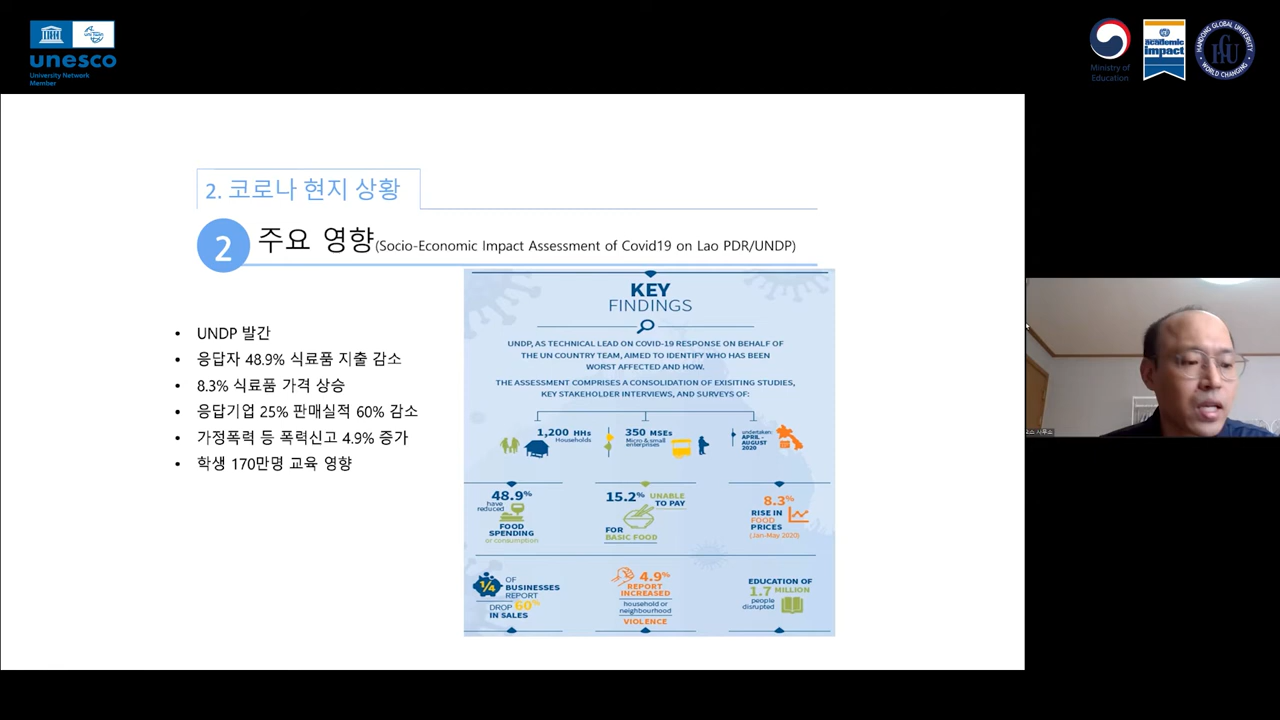 unesco
University Network
Member
Ministry of
Education
academic
impact
HANDONG GLOBAL UNIVERSITY
WORLD CHANGING
2. 코로나 현지 상황
2 주요 영향(Socio-Economic Impact Assessment of Covid19 on Lao PDR/UNDP)
• UNDP 발간
• 응답자 48.9% 식료품 지출 감소
• 8.3% 식료품 가격 상승
• 응답기업 25% 판매실적 60% 감소
• 가정폭력 등 폭력신고 4.9% 증가
• 학생 170만명 교육 영향
KEY
FINDINGS
UNDP, AS TECHNICAL LEAD ON COVID-19 RESPONSE ON BEHALF OF
THE UN COUNTRY TEAM, AIMED TO IDENTIFY WHO HAS BEEN
WORST AFFECTED AND HOW.
THE ASSESSMENT COMPRISES A CONSOLIDATION OF EXISITING STUDIES,
KEY STAKEHOLDER INTERVIEWS, AND SURVEYS OF:
1,200 HHs
Households
350 MSEs
Micro & small
enterprises
undertaken:
APRIL -
AUGUST
2020
48.9%
have
reduced
FOOD
SPENDING
or consumption
15.2% UNABLE
TO PAY
FOR
BASIC FOOD
8.3%
RISE IN
FOOD
PRICES
(Jan-May 2020)
1/4 OF
BUSINESSES
REPORT
DROP 60%
IN SALES
4.9%
REPORT
INCREASED
household or
neighbourhood
VIOLENCE
EDUCATION OF
1.7 MILLION
people
disrupted